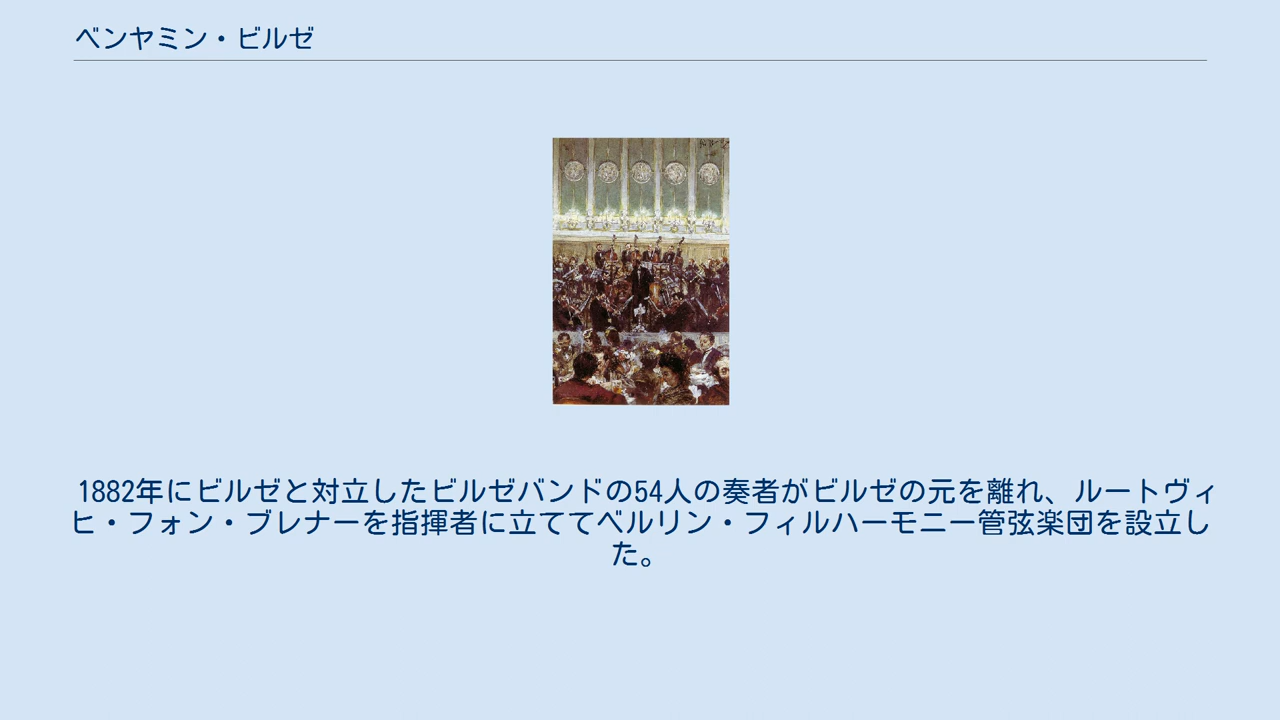 ベンヤミン・ビルゼ
1882年にビルゼと対立したビルゼバンドの54人の奏者がビルゼの元を離れ、ルートヴィ
ヒ・フォン・ブレナーを指揮者に立ててベルリン・フィルハーモニー管弦楽団を設立し
た。